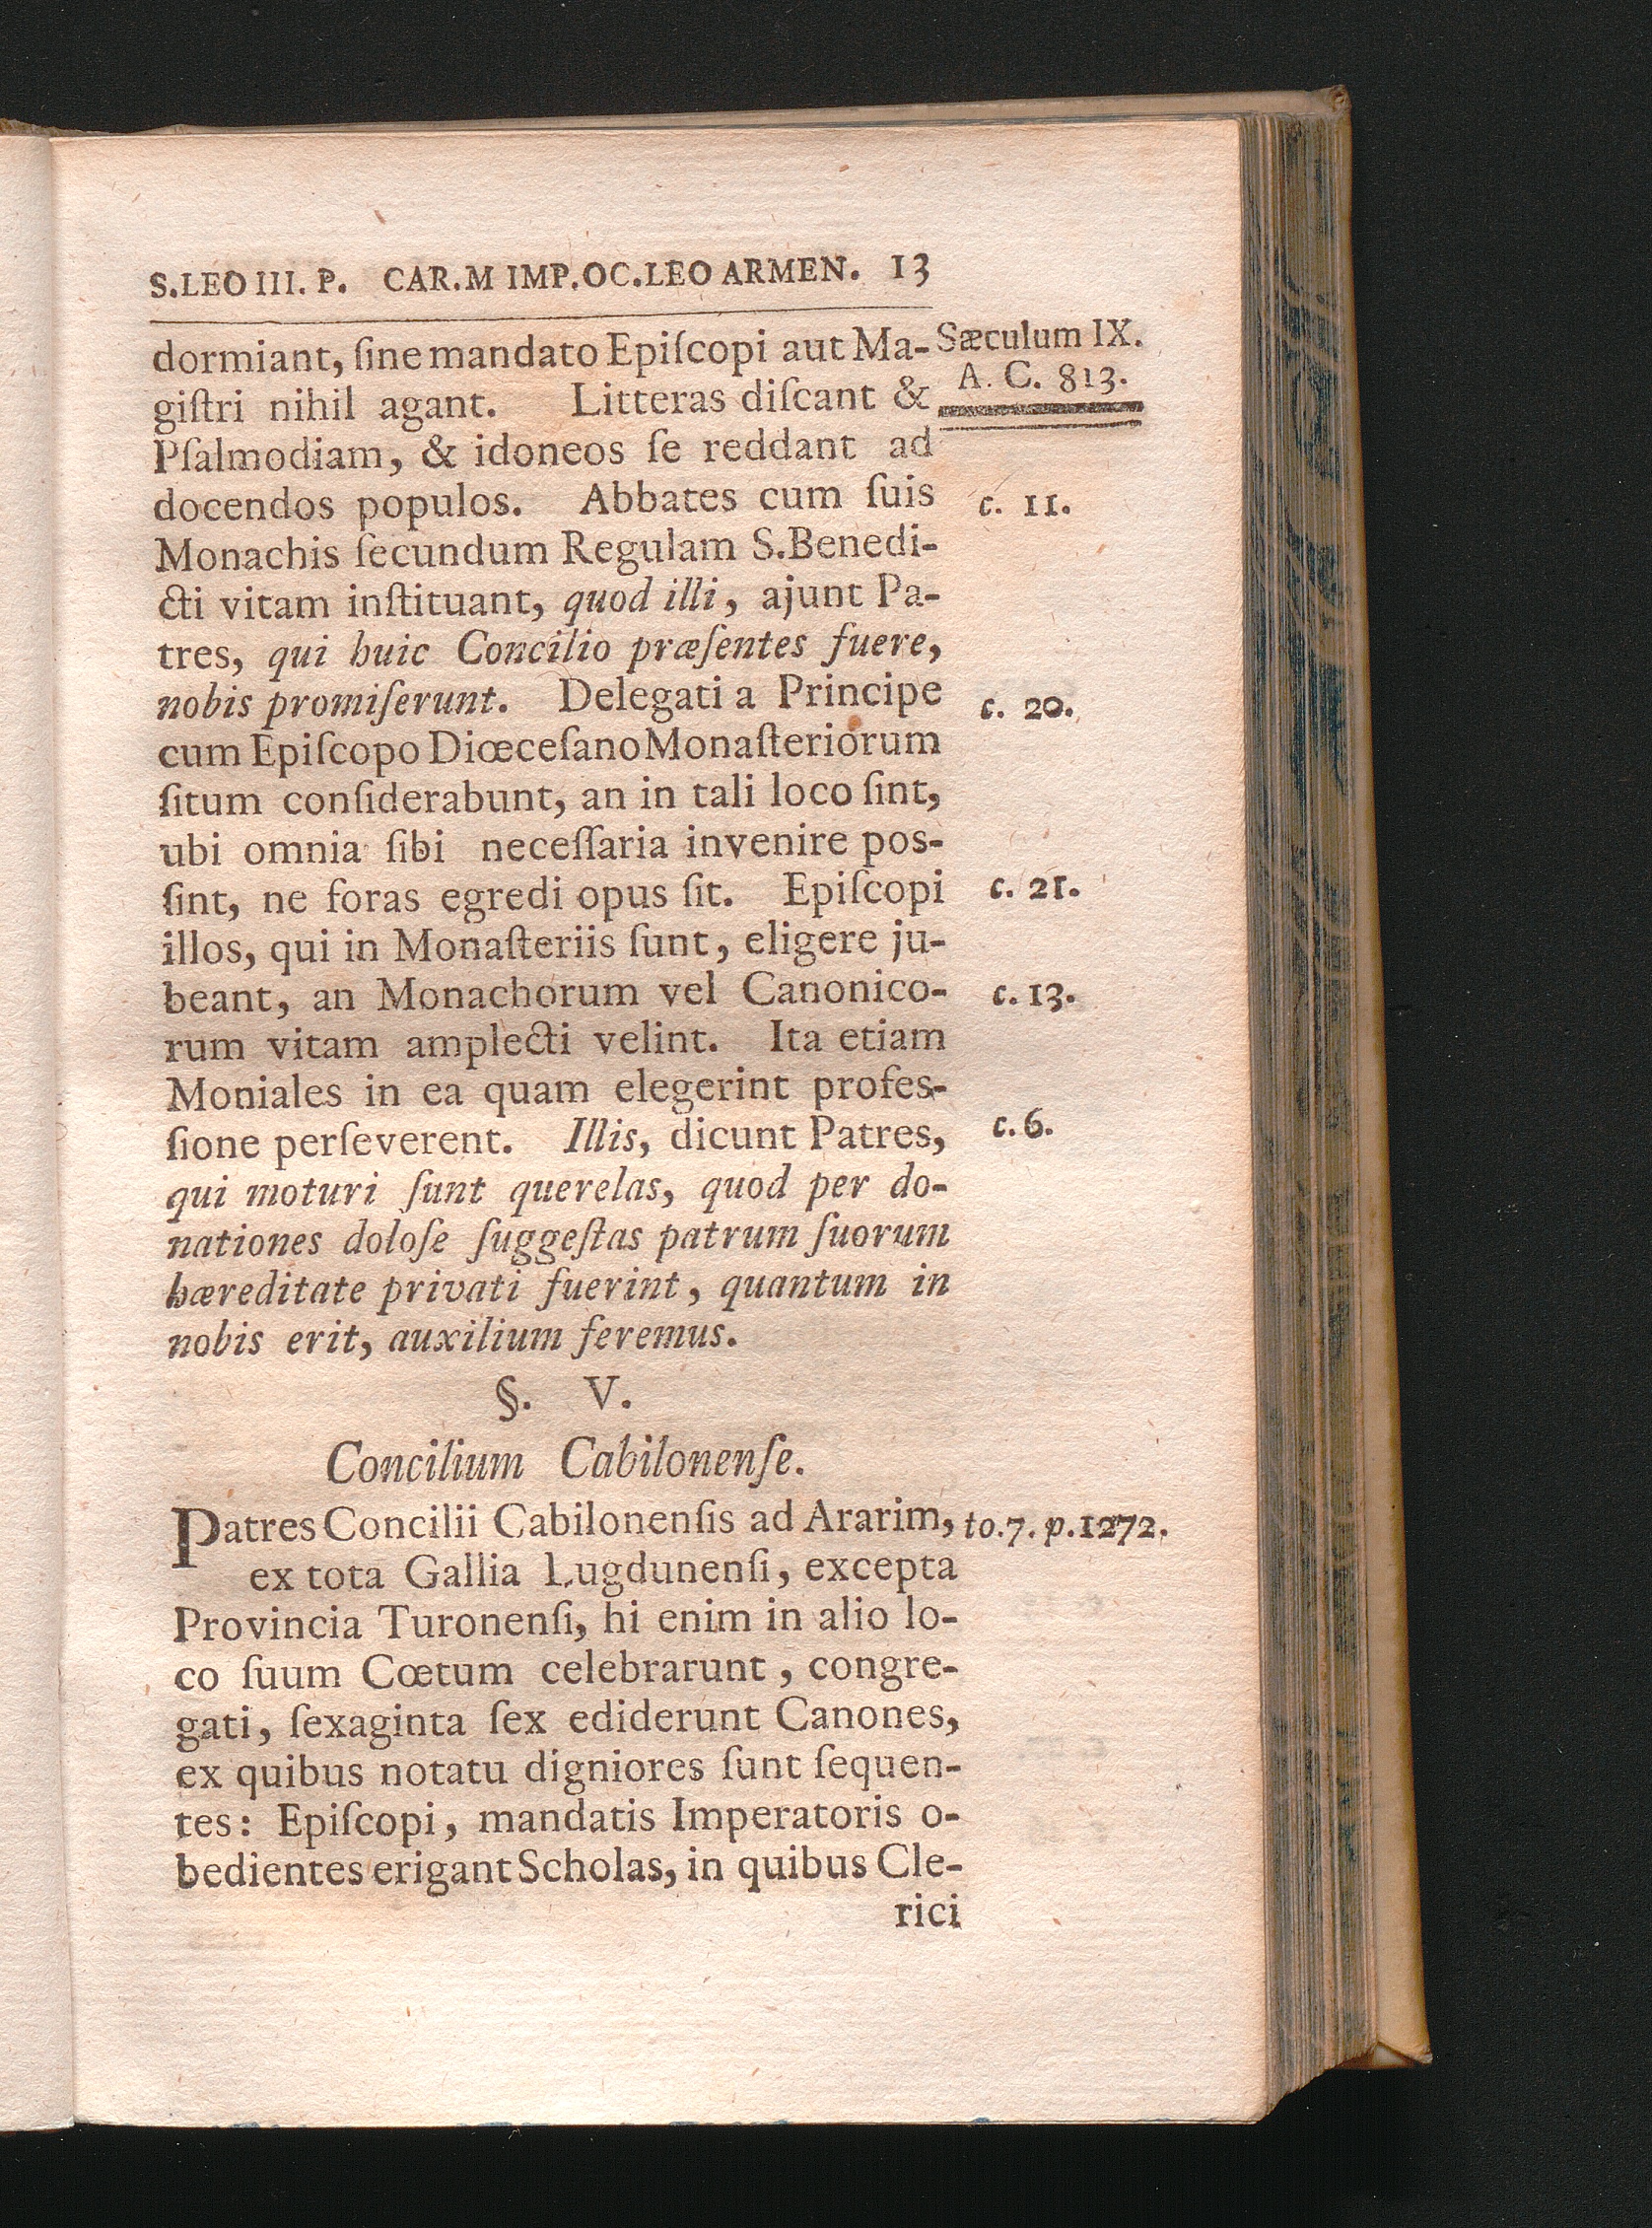 S.LEO III. P. CAR.M IMP.OC.LEO ARMEN. 13
Sæculum IX.
A. C. 813.
dormiant, ſine mandato Epiſcopi aut Ma-
giſtri nihil agant. Litteras diſcant &
Pſalmodiam, & idoneos ſe reddant ad
docendos populos. Abbates cum ſuis
c. 11.
Monachis ſecundum Regulam S.Benedi-
cti vitam inſtituant, quod illi, ajunt Pa-
tres, qui huic Concilio præſentes fuere,
nobis promiſerunt. Delegati a Principe
c. 20.
cum Epiſcopo Diœceſano Monaſteriorum
ſitum conſiderabunt, an in tali loco ſint,
ubi omnia ſibi neceſſaria invenire pos-
ſint, ne foras egredi opus ſit. Epiſcopi
c. 21.
illos, qui in Monaſteriis ſunt, eligere ju-
beant, an Monachorum vel Canonico-
c. 13.
rum vitam amplecti velint. Ita etiam
Moniales in ea quam elegerint profes-
ſione perſeverent. Illis, dicunt Patres,
c. 6.
qui moturi ſunt querelas, quod per do-
nationes doloſe ſuggeſtas patrum ſuorum
hæreditate privati fuerint, quantum in
nobis erit, auxilium feremus.
§. V.
Concilium Cabilonenſe.
Patres Concilii Cabilonenſis ad Ararim,
to.7. p.1272.
ex tota Gallia Lugdunenſi, excepta
Provincia Turonenſi, hi enim in alio lo-
co ſuum Cœtum celebrarunt, congre-
gati, ſexaginta ſex ediderunt Canones,
ex quibus notatu digniores ſunt ſequen-
tes: Epiſcopi, mandatis Imperatoris o-
bedientes erigant Scholas, in quibus Cle-
rici